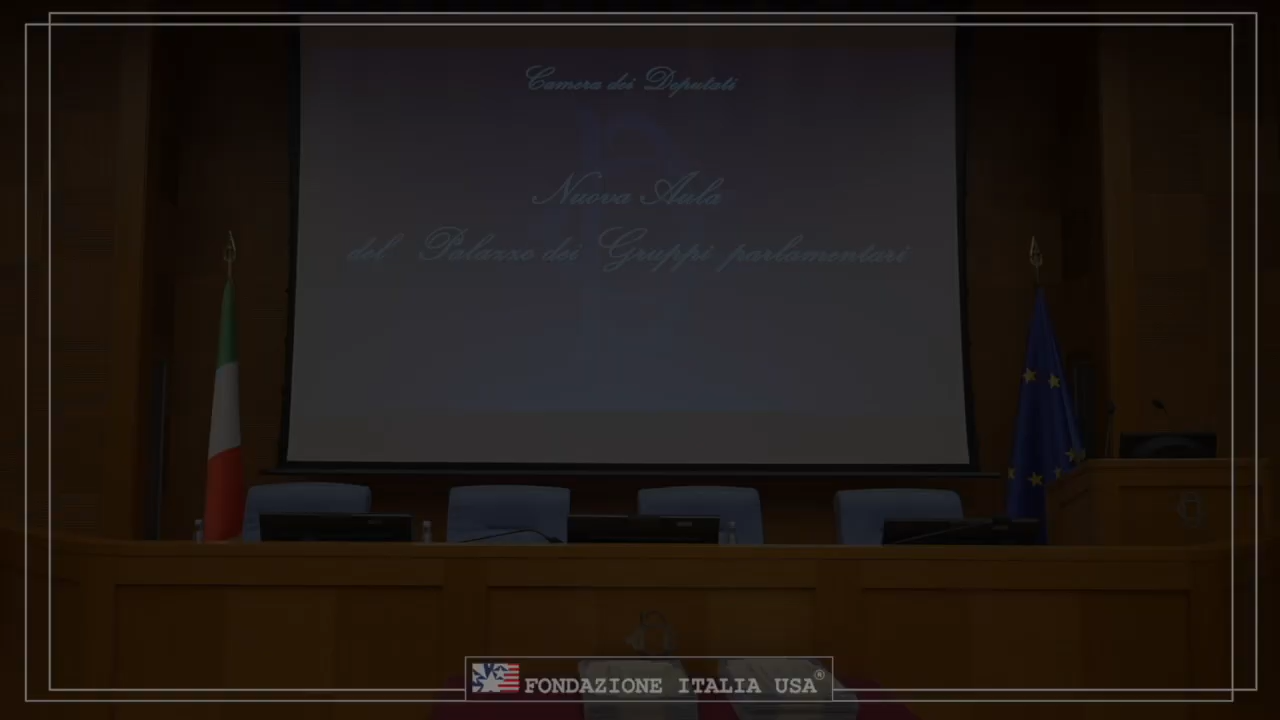 Camera dei Deputati
Nuova Aula
del Palazzo dei Gruppi parlamentari
FONDAZIONE ITALIA USA®